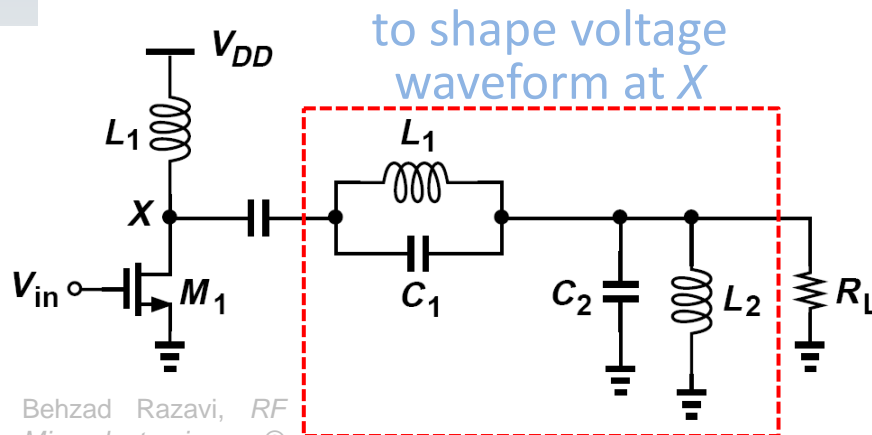 to shape voltage
waveform at X
VDD
L1
L1
X
Vin
M1
C1
C2
L2
RL
Behzad Razavi, RF